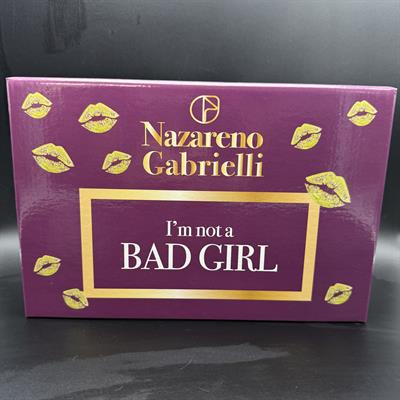 Nazareno
Gabrielli
I'm not a
BAD GIRL